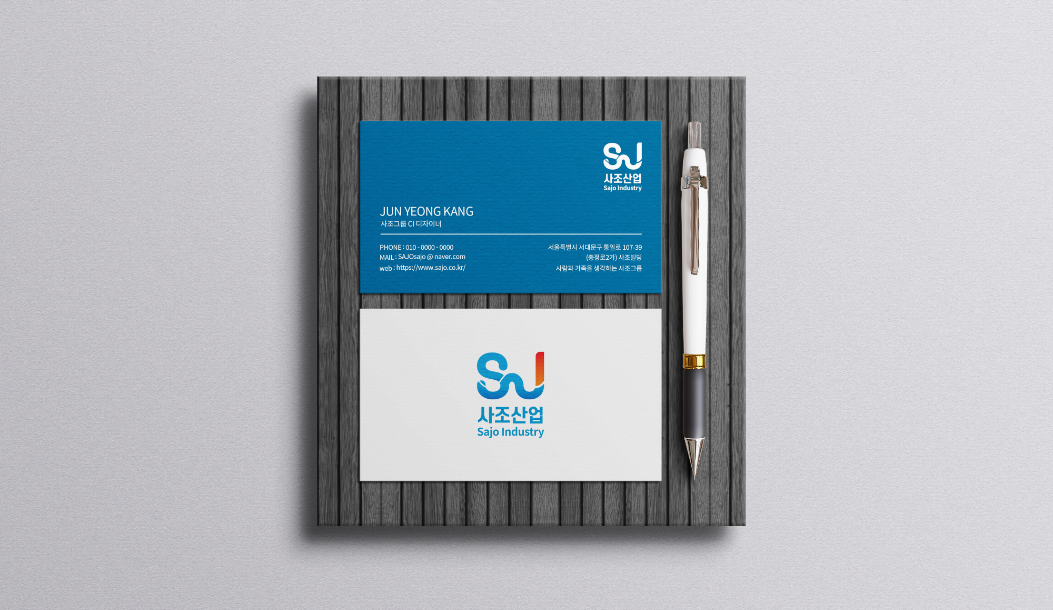 SJ
사조산업
Sajo Industry
JUN YEONG KANG
사조그룹 CI 디자이너
PHONE : 010 - 0000 - 0000
서울특별시 서대문구 통일로 107-39
MAIL : SAJOsajo @ naver.com
(충정로2가) 사조빌딩
web : https://www.sajo.co.kr/
사람과 가족을 생각하는 사조그룹
SJ
사조산업
Sajo Industry